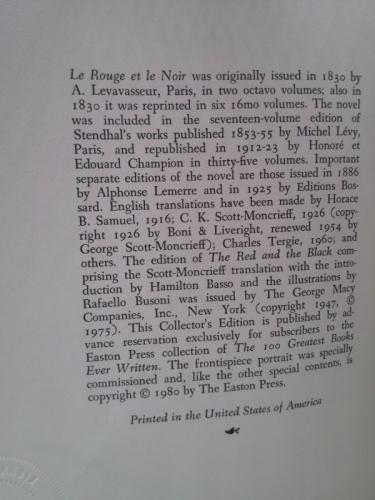 Le Rouge et le Noir was originally issued in 1830 by
A. Levavasseur, Paris, in two octavo volumes; also in
1830 it was reprinted in six 16mo volumes. The novel
was included in the seventeen-volume edition of
Stendhal's works published 1853-55 by Michel Lévy,
Paris, and republished in 1912-23 by Honoré et
Edouard Champion in thirty-five volumes. Important
separate editions of the novel are those issued in 1886
by Alphonse Lemerre and in 1925 by Editions Bos-
sard. English translations have been made by Horace
B. Samuel, 1916; C. K. Scott-Moncrieff, 1926 (copy-
right 1926 by Boni & Liveright, renewed 1954 by
George Scott-Moncrieff); Charles Tergie, 1960; and
others. The edition of The Red and the Black com-
prising the Scott-Moncrieff translation with the intro-
duction by Hamilton Basso and the illustrations by
Rafaello Busoni was issued by The George Macy
Companies, Inc., New York (copyright 1947, ©
1975). This Collector's Edition is published by ad-
vance reservation exclusively for subscribers to the
Easton Press collection of The 100 Greatest Books
Ever Written. The frontispiece portrait was specially
commissioned and, like the other special contents, is
copyright © 1980 by The Easton Press.
Printed in the United States of America